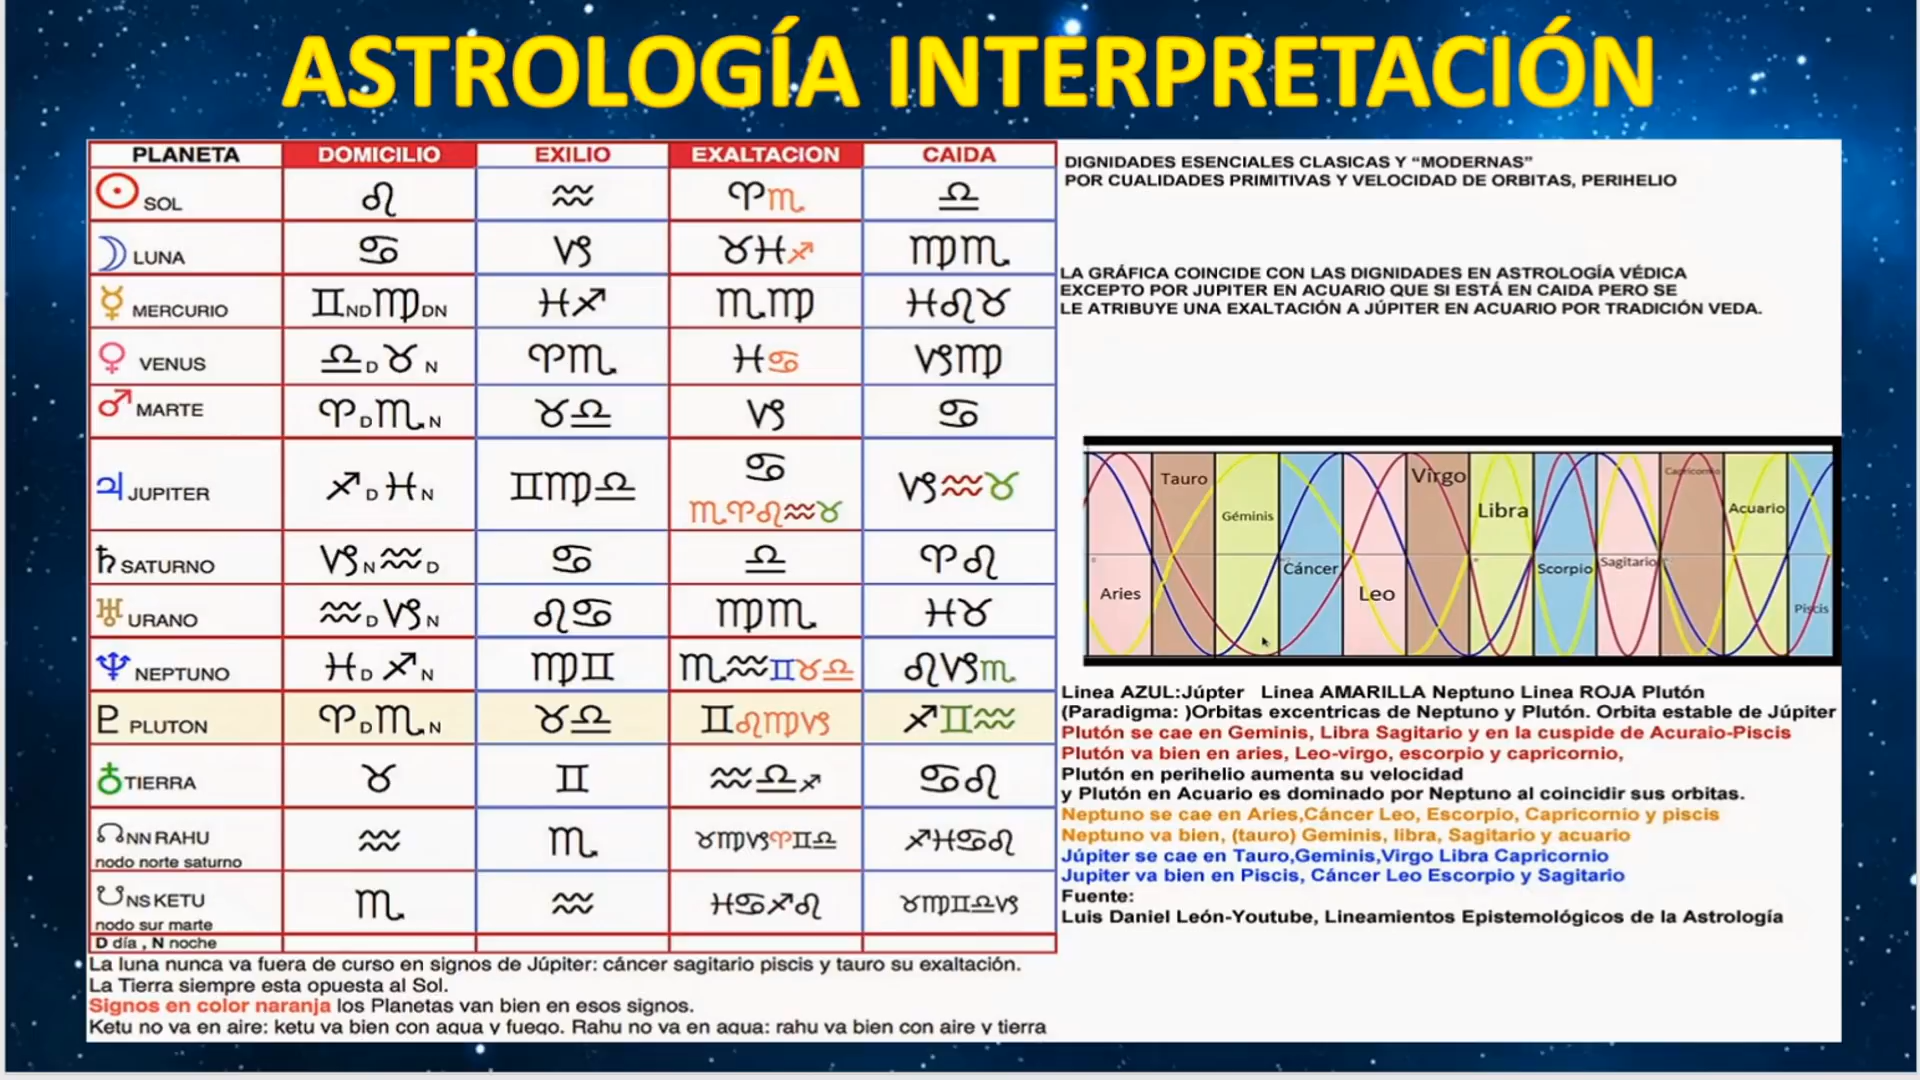 ASTROLOGÍA INTERPRETACIÓN
PLANETA DOMICILIO EXILIO EXALTACION CAIDA
☉ SOL ♌ ♒ ♈♏ ♎
☽ LUNA ♋ ♑ ♉♓♐ ♍♏
☿ MERCURIO ♊ND♍DN ♓♐ ♏♍ ♓♌♉
♀ VENUS ♎D♉N ♈♏ ♓♋ ♑♍
♂ MARTE ♈D♏N ♉♎ ♑ ♋
♃ JUPITER ♐D♓N ♊♍♎ ♋ ♏♈♌♒♉ ♑♒♉
♄ SATURNO ♑N♒D ♋ ♎ ♈♌
♅ URANO ♒D♑N ♌♋ ♍♏ ♓♉
♆ NEPTUNO ♓D♐N ♍♊ ♏♒♊♉♎ ♌♑♏
♇ PLUTON ♈D♏N ♉♎ ♊♌♍♑ ♐♊♒
♁ TIERRA ♉ ♊ ♒♎♐ ♋♌
☊ NN RAHU ♒ ♏ ♉♍♑♈♊♎ ♐♓♋♌
nodo norte saturno
☋ NS KETU ♏ ♒ ♓♋♐♌ ♉♍♊♎♑
nodo sur marte
D día , N noche
La luna nunca va fuera de curso en signos de Júpiter: cáncer sagitario piscis y tauro su exaltación.
La Tierra siempre esta opuesta al Sol.
Signos en color naranja los Planetas van bien en esos signos.
Ketu no va en aire: ketu va bien con agua y fuego. Rahu no va en agua: rahu va bien con aire y tierra
DIGNIDADES ESENCIALES CLASICAS Y “MODERNAS”
POR CUALIDADES PRIMITIVAS Y VELOCIDAD DE ORBITAS, PERIHELIO
LA GRÁFICA COINCIDE CON LAS DIGNIDADES EN ASTROLOGÍA VÉDICA
EXCEPTO POR JUPITER EN ACUARIO QUE SI ESTÁ EN CAIDA PERO SE
LE ATRIBUYE UNA EXALTACIÓN A JÚPITER EN ACUARIO POR TRADICIÓN VEDA.
Aries
Tauro
Géminis
Cáncer
Leo
Virgo
Libra
Scorpio
Sagitario
Capricornio
Acuario
Piscis
Linea AZUL:Júpter Linea AMARILLA Neptuno Linea ROJA Plutón
(Paradigma: )Orbitas excentricas de Neptuno y Plutón. Orbita estable de Júpiter
Plutón se cae en Geminis, Libra Sagitario y en la cuspide de Acuraio-Piscis
Plutón va bien en aries, Leo-virgo, escorpio y capricornio,
Plutón en perihelio aumenta su velocidad
y Plutón en Acuario es dominado por Neptuno al coincidir sus orbitas.
Neptuno se cae en Aries,Cáncer Leo, Escorpio, Capricornio y piscis
Neptuno va bien, (tauro) Geminis, libra, Sagitario y acuario
Júpiter se cae en Tauro,Geminis,Virgo Libra Capricornio
Jupiter va bien en Piscis, Cáncer Leo Escorpio y Sagitario
Fuente:
Luis Daniel León-Youtube, Lineamientos Epistemológicos de la Astrología